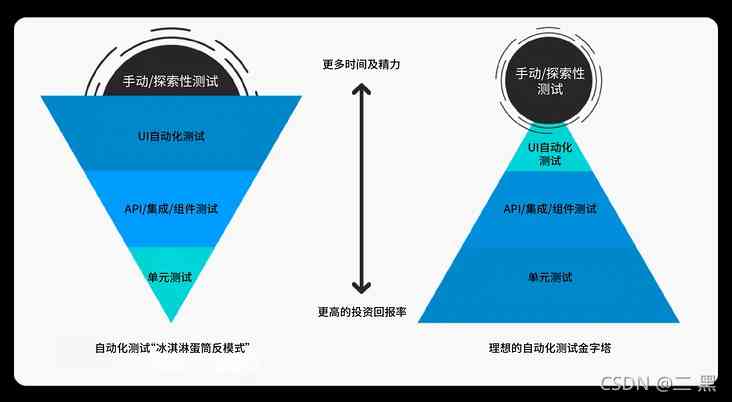 手动/探索性测试
UI自动化测试
API/集成/组件测试
单元测试
自动化测试“冰淇淋蛋筒反模式”
更多时间及精力
更高的投资回报率
手动/探索性
测试
UI自动化
测试
API/集成/组件测试
单元测试
理想的自动化测试金字塔
CSDN @二 黑